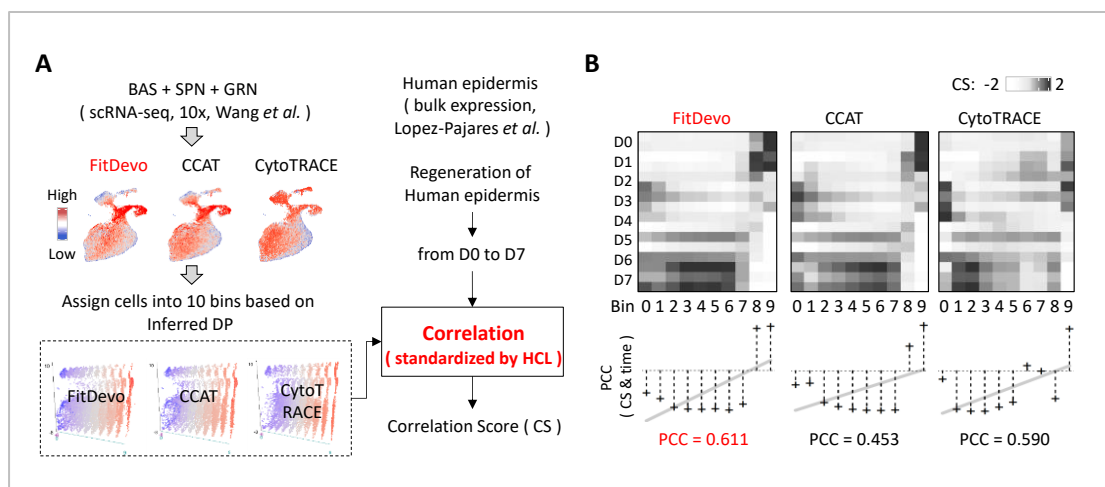 A
BAS + SPN + GRN
( scRNA-seq, 10x, Wang et al. )
FitDevo
CCAT
CytoTRACE
High
Low
Assign cells into 10 bins based on
Inferred DP
FitDevo
CCAT
CytoT
RACE
Human epidermis
( bulk expression,
Lopez-Pajares et al. )
Regeneration of
Human epidermis
from D0 to D7
Correlation
( standardized by HCL )
Correlation Score ( CS )
B
CS: -2 2
FitDevo
CCAT
CytoTRACE
D0
D1
D2
D3
D4
D5
D6
D7
Bin 0 1 2 3 4 5 6 7 8 9 0 1 2 3 4 5 6 7 8 9 0 1 2 3 4 5 6 7 8 9
PCC
( CS & time )
PCC = 0.611
PCC = 0.453
PCC = 0.590